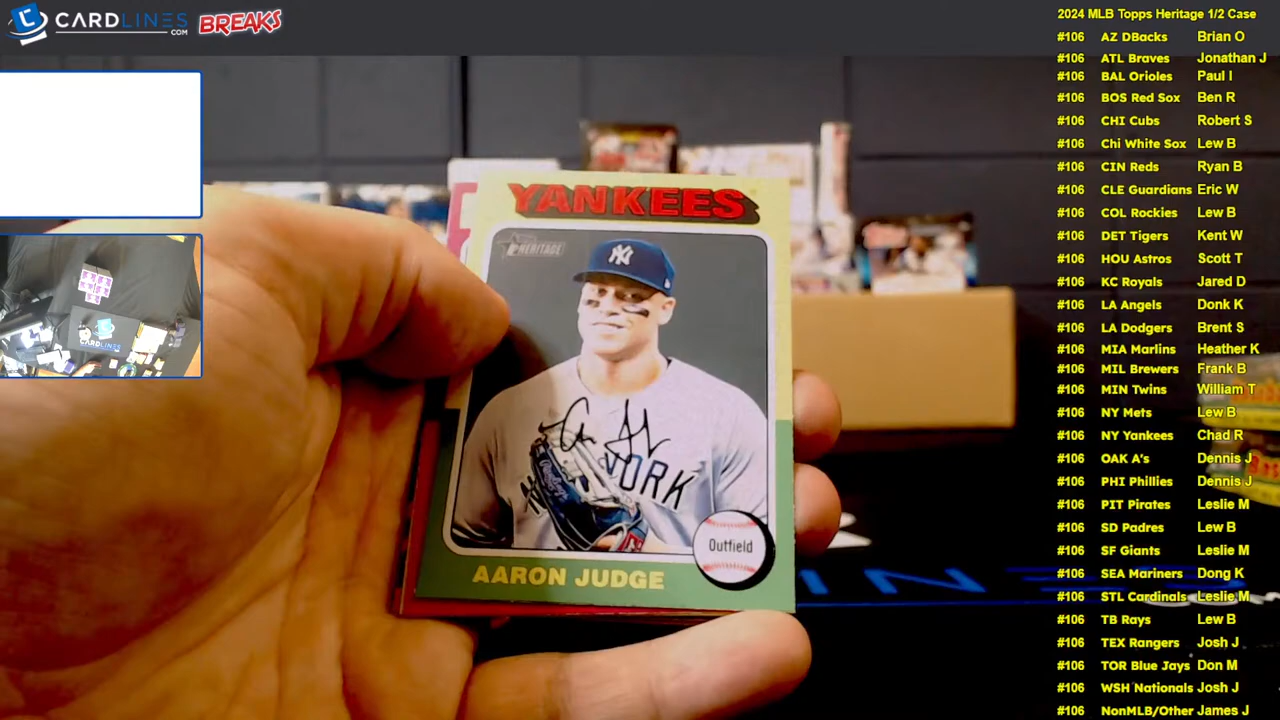 CARDLINES
.COM
BREAKS
YANKEES
HERITAGE
NY
YORK
Outfield
AARON JUDGE
2024 MLB Topps Heritage 1/2 Case
#106 AZ DBacks Brian O
#106 ATL Braves Jonathan J
#106 BAL Orioles Paul I
#106 BOS Red Sox Ben R
#106 CHI Cubs Robert S
#106 Chi White Sox Lew B
#106 CIN Reds Ryan B
#106 CLE Guardians Eric W
#106 COL Rockies Lew B
#106 DET Tigers Kent W
#106 HOU Astros Scott T
#106 KC Royals Jared D
#106 LA Angels Donk K
#106 LA Dodgers Brent S
#106 MIA Marlins Heather K
#106 MIL Brewers Frank B
#106 MIN Twins William T
#106 NY Mets Lew B
#106 NY Yankees Chad R
#106 OAK A's Dennis J
#106 PHI Phillies Dennis J
#106 PIT Pirates Leslie M
#106 SD Padres Lew B
#106 SF Giants Leslie M
#106 SEA Mariners Dong K
#106 STL Cardinals Leslie M
#106 TB Rays Lew B
#106 TEX Rangers Josh J
#106 TOR Blue Jays Don M
#106 WSH Nationals Josh J
#106 NonMLB/Other James J